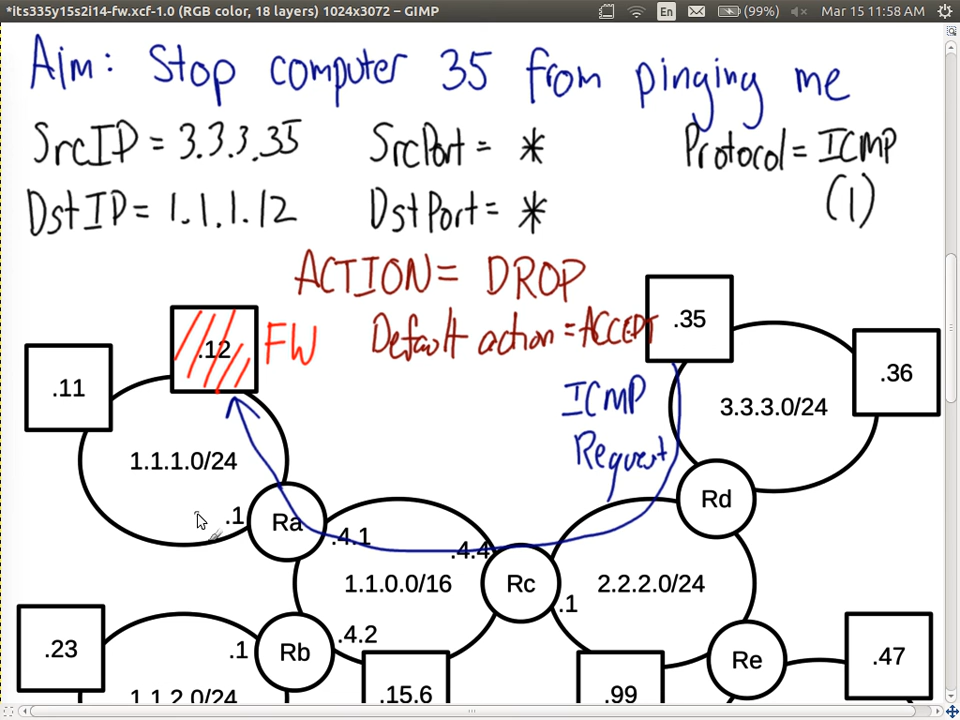 *its335y15s2i14-fw.xcf-1.0 (RGB color, 18 layers) 1024x3072 – GIMP
En
(99%)
Mar 15 11:58 AM
Aim: Stop computer 35 from pinging me
SrcIP = 3.3.3.35 SrcPort = * Protocol = ICMP
(1)
DstIP = 1.1.1.12 DstPort = *
ACTION = DROP
Default action = ACCEPT
.35
.12
FW
.11
.36
ICMP
Request
3.3.3.0/24
1.1.1.0/24
Rd
.1
Ra
.4.1
.4.4
1.1.0.0/16
Rc
2.2.2.0/24
.1
.4.2
.23
.1
Rb
Re
.47
1.1.2.0/24
.15.6
.99